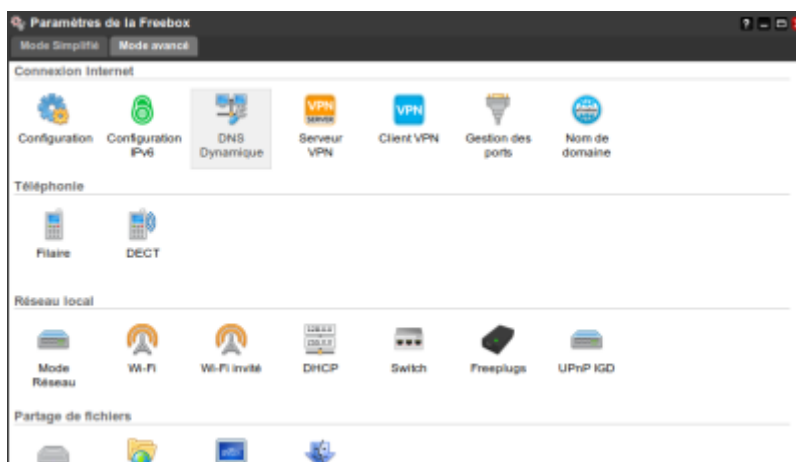 Paramètres de la Freebox
Mode Simplifié Mode avancé
Connexion Internet
VPN SERVER VPN
Configuration Configuration IPv6 DNS Dynamique Serveur VPN Client VPN Gestion des ports Nom de domaine
Téléphonie
Filaire DECT
Réseau local
Mode Réseau Wi-Fi Wi-Fi invité DHCP Switch Freeplugs UPnP IGD
Partage de fichiers